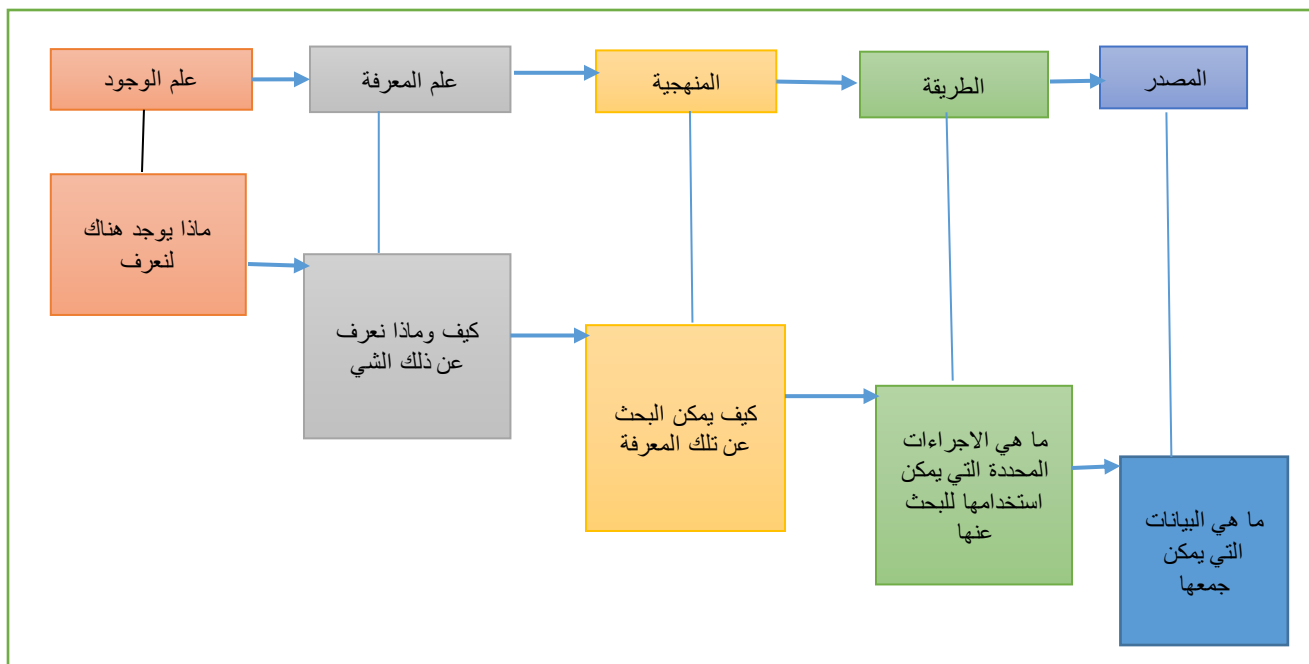 علم الوجود
علم المعرفة
المنهجية
الطريقة
المصدر
ماذا يوجد هناك
لنعرف
كيف وماذا نعرف
عن ذلك الشي
كيف يمكن البحث
عن تلك المعرفة
ما هي الاجراءات
المحددة التي يمكن
استخدامها للبحث
عنها
ما هي البيانات
التي يمكن
جمعها